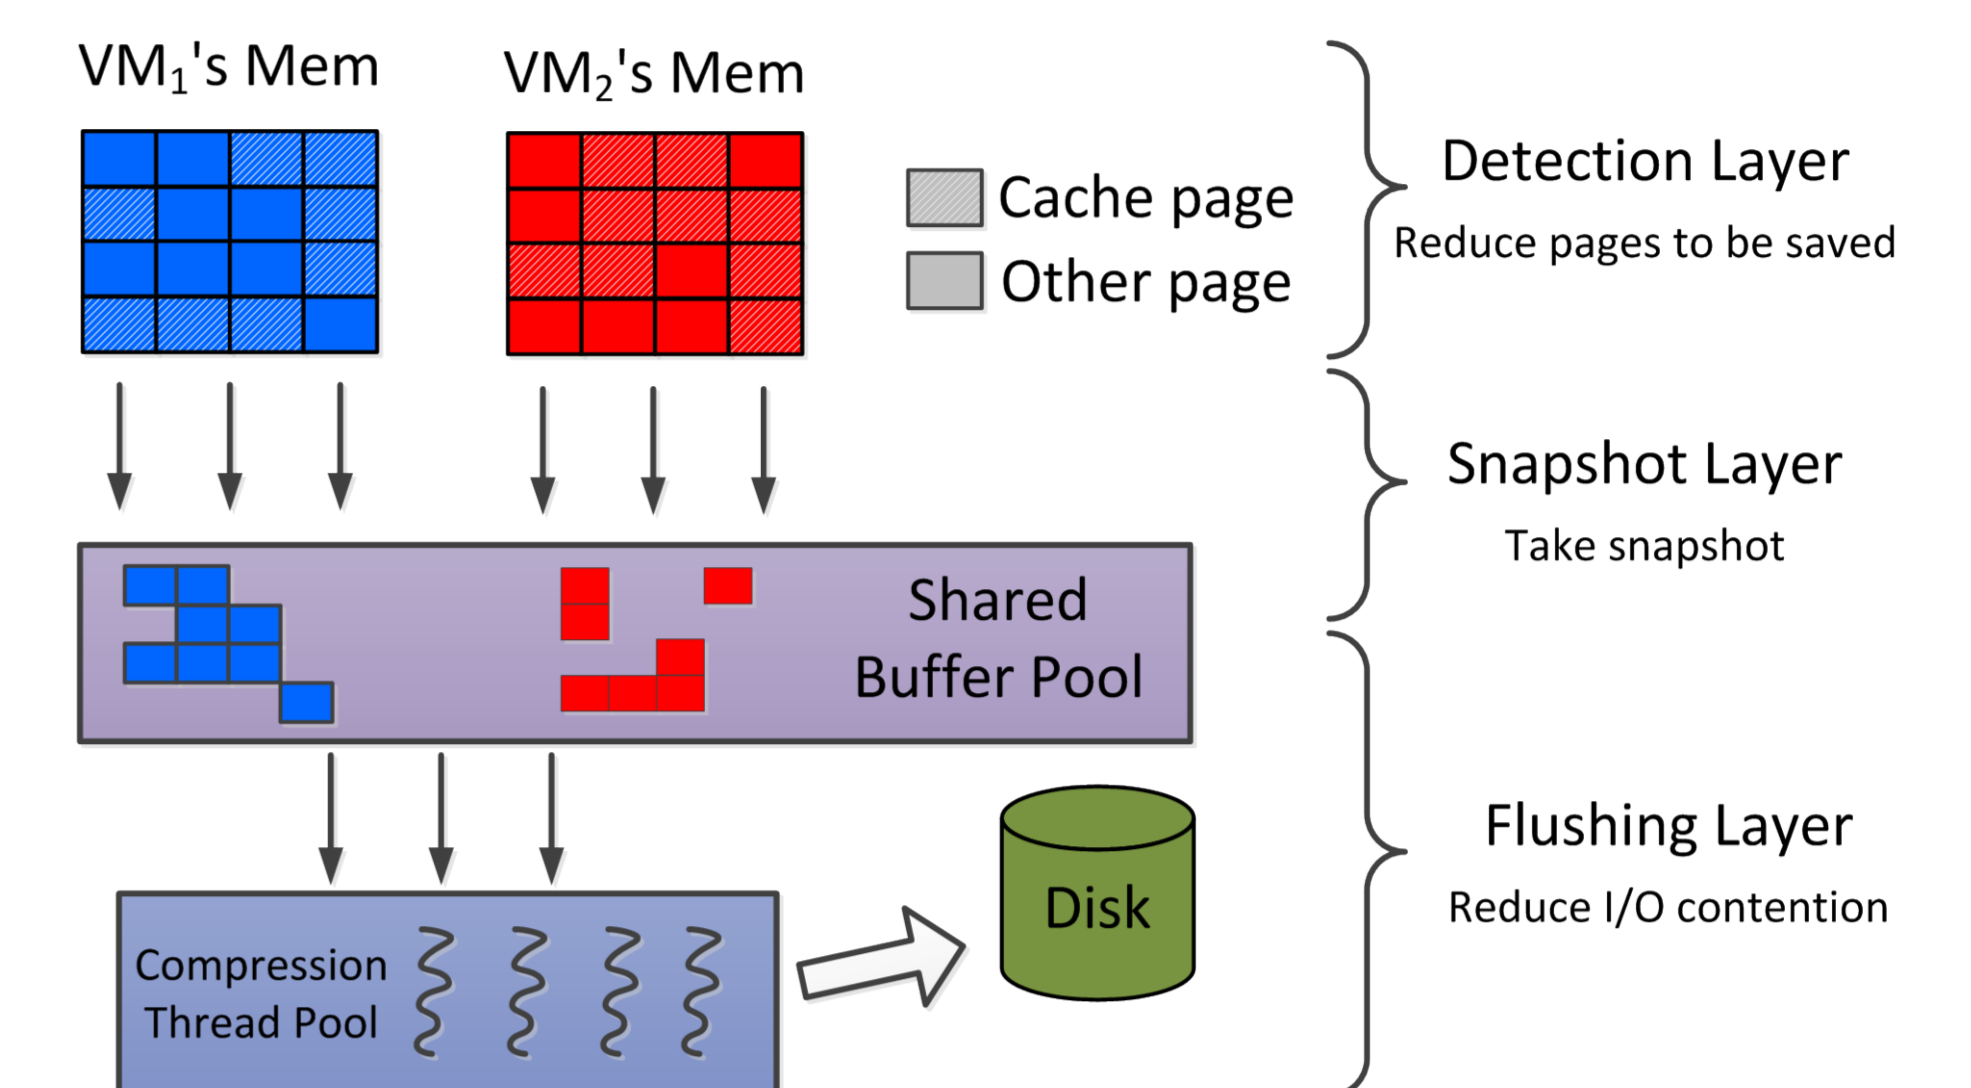 VM₁'s Mem
VM₂'s Mem
Cache page
Other page
Detection Layer
Reduce pages to be saved
Snapshot Layer
Take snapshot
Shared
Buffer Pool
Flushing Layer
Reduce I/O contention
Disk
Compression
Thread Pool